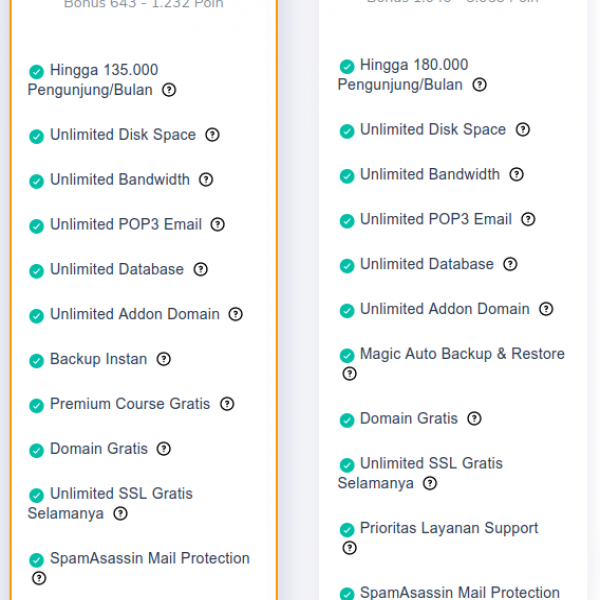 Bonus 643 - 1.232 Poin
Hingga 135.000
Pengunjung/Bulan
Unlimited Disk Space
Unlimited Bandwidth
Unlimited POP3 Email
Unlimited Database
Unlimited Addon Domain
Backup Instan
Premium Course Gratis
Domain Gratis
Unlimited SSL Gratis
Selamanya
SpamAsassin Mail Protection
Hingga 180.000
Pengunjung/Bulan
Unlimited Disk Space
Unlimited Bandwidth
Unlimited POP3 Email
Unlimited Database
Unlimited Addon Domain
Magic Auto Backup & Restore
Domain Gratis
Unlimited SSL Gratis
Selamanya
Prioritas Layanan Support
SpamAsassin Mail Protection